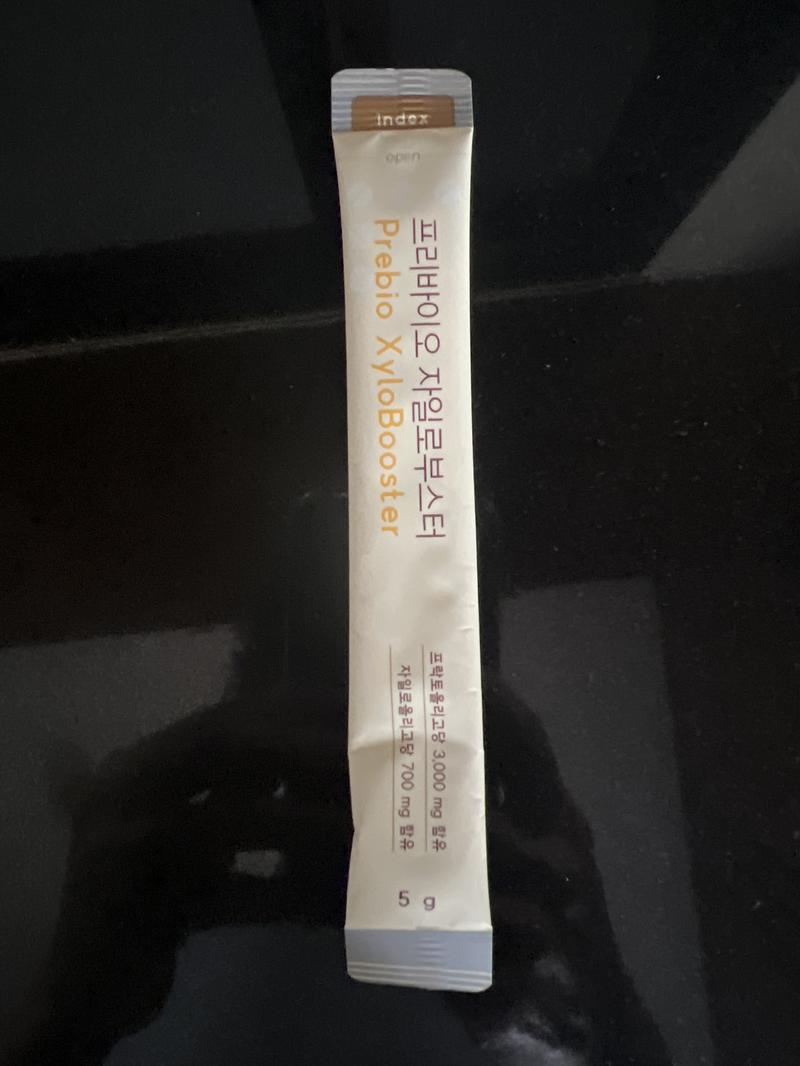 index
open
프리바이오 자일로부스터
Prebio XyloBooster
프락토올리고당 3,000 mg 함유
자일로올리고당 700 mg 함유
5 g